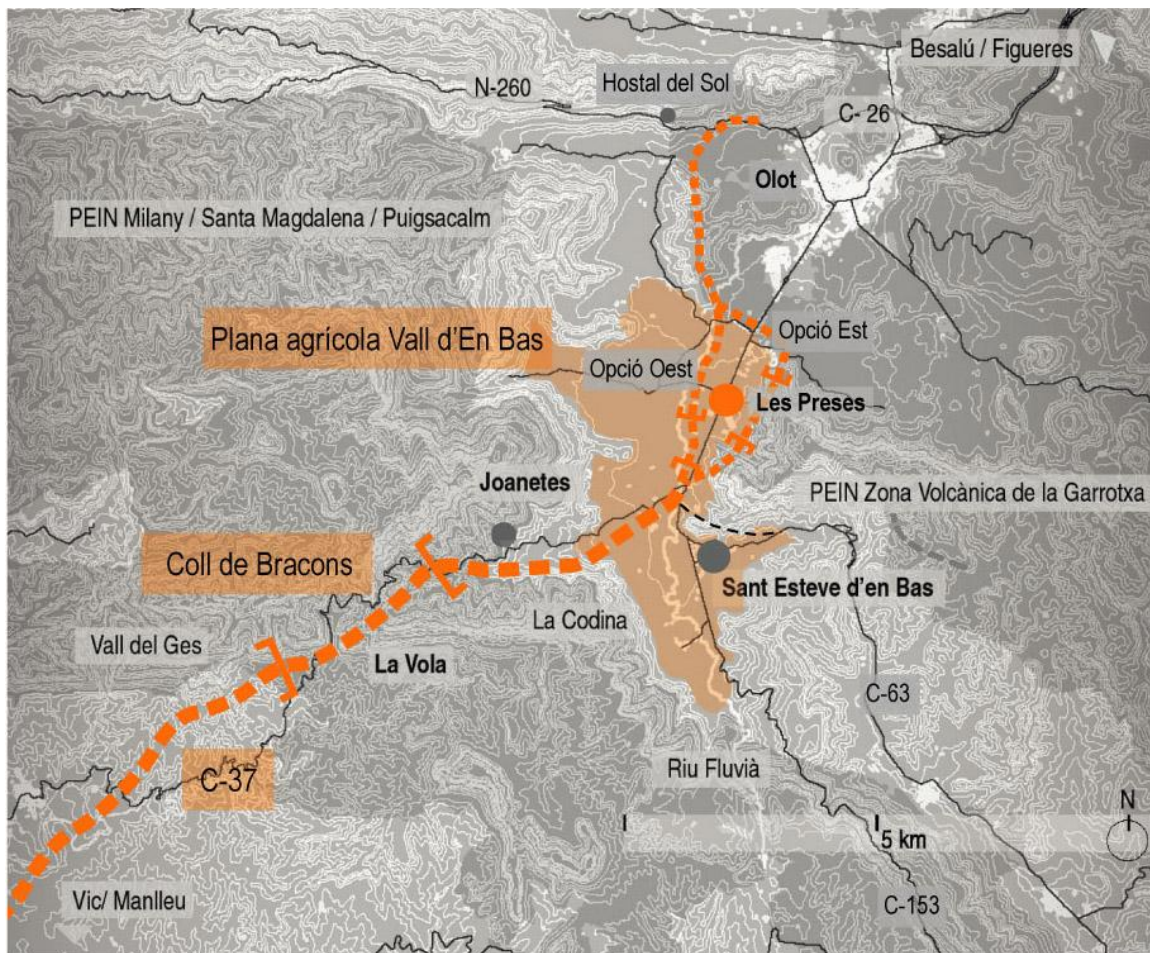 Besalú / Figueres
N-260
Hostal del Sol
C- 26
Olot
PEIN Milany / Santa Magdalena / Puigsacalm
Plana agrícola Vall d'En Bas
Opció Est
Opció Oest
Les Preses
Joanetes
PEIN Zona Volcànica de la Garrotxa
Coll de Bracons
Sant Esteve d'en Bas
La Codina
Vall del Ges
La Vola
C-63
C-37
Riu Fluvià
N
5 km
Vic/ Manlleu
C-153